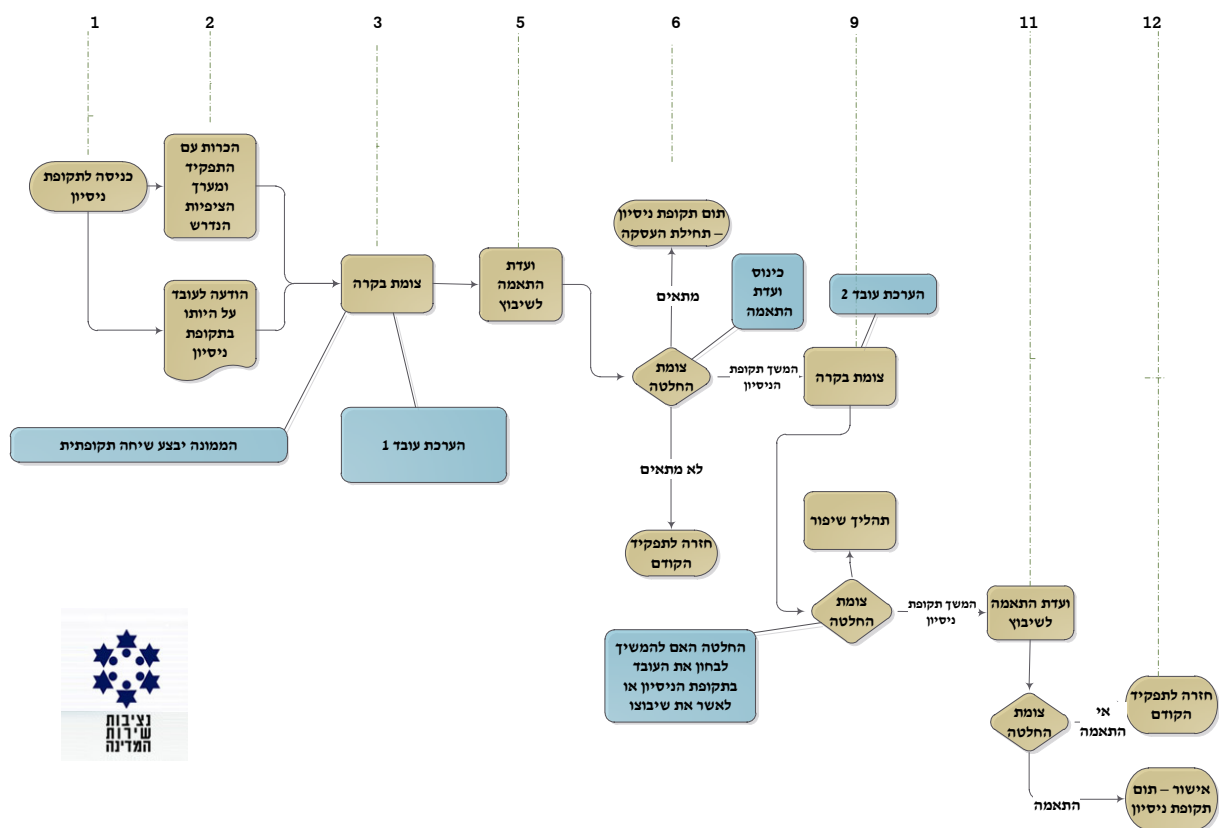 1
2
3
5
6
9
11
12
כניסה לתקופת
ניסיון
הכרות עם
התפקיד
ומערך
הציפיות
הנדרש
הודעה לעובד
על היותו
בתקופת
ניסיון
צומת בקרה
הממונה יבצע שיחה תקופתית
הערכת עובד 1
ועדת
התאמה
לשיבוץ
תום תקופת ניסיון
– תחילת העסקה
מתאים
כינוס
ועדת
התאמה
צומת
החלטה
המשך תקופת
הניסיון
לא מתאים
חזרה לתפקיד
הקודם
הערכת עובד 2
צומת בקרה
תהליך שיפור
צומת
החלטה
המשך תקופת
ניסיון
החלטה האם להמשיך
לבחון את העובד
בתקופת הניסיון או
לאשר את שיבוצו
ועדת התאמה
לשיבוץ
צומת
החלטה
אי
התאמה
חזרה לתפקיד
הקודם
התאמה
אישור – תום
תקופת ניסיון
נציבות
שירות
המדינה